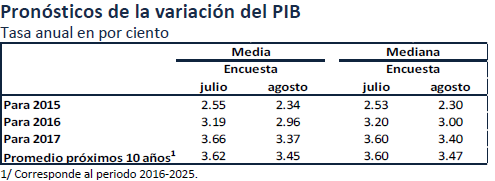 Pronósticos de la variación del PIB
Tasa anual en por ciento
Media Mediana
Encuesta Encuesta
julio agosto julio agosto
Para 2015 2.55 2.34 2.53 2.30
Para 2016 3.19 2.96 3.20 3.00
Para 2017 3.66 3.37 3.60 3.40
Promedio próximos 10 años¹ 3.62 3.45 3.60 3.47
1/ Corresponde al periodo 2016-2025.